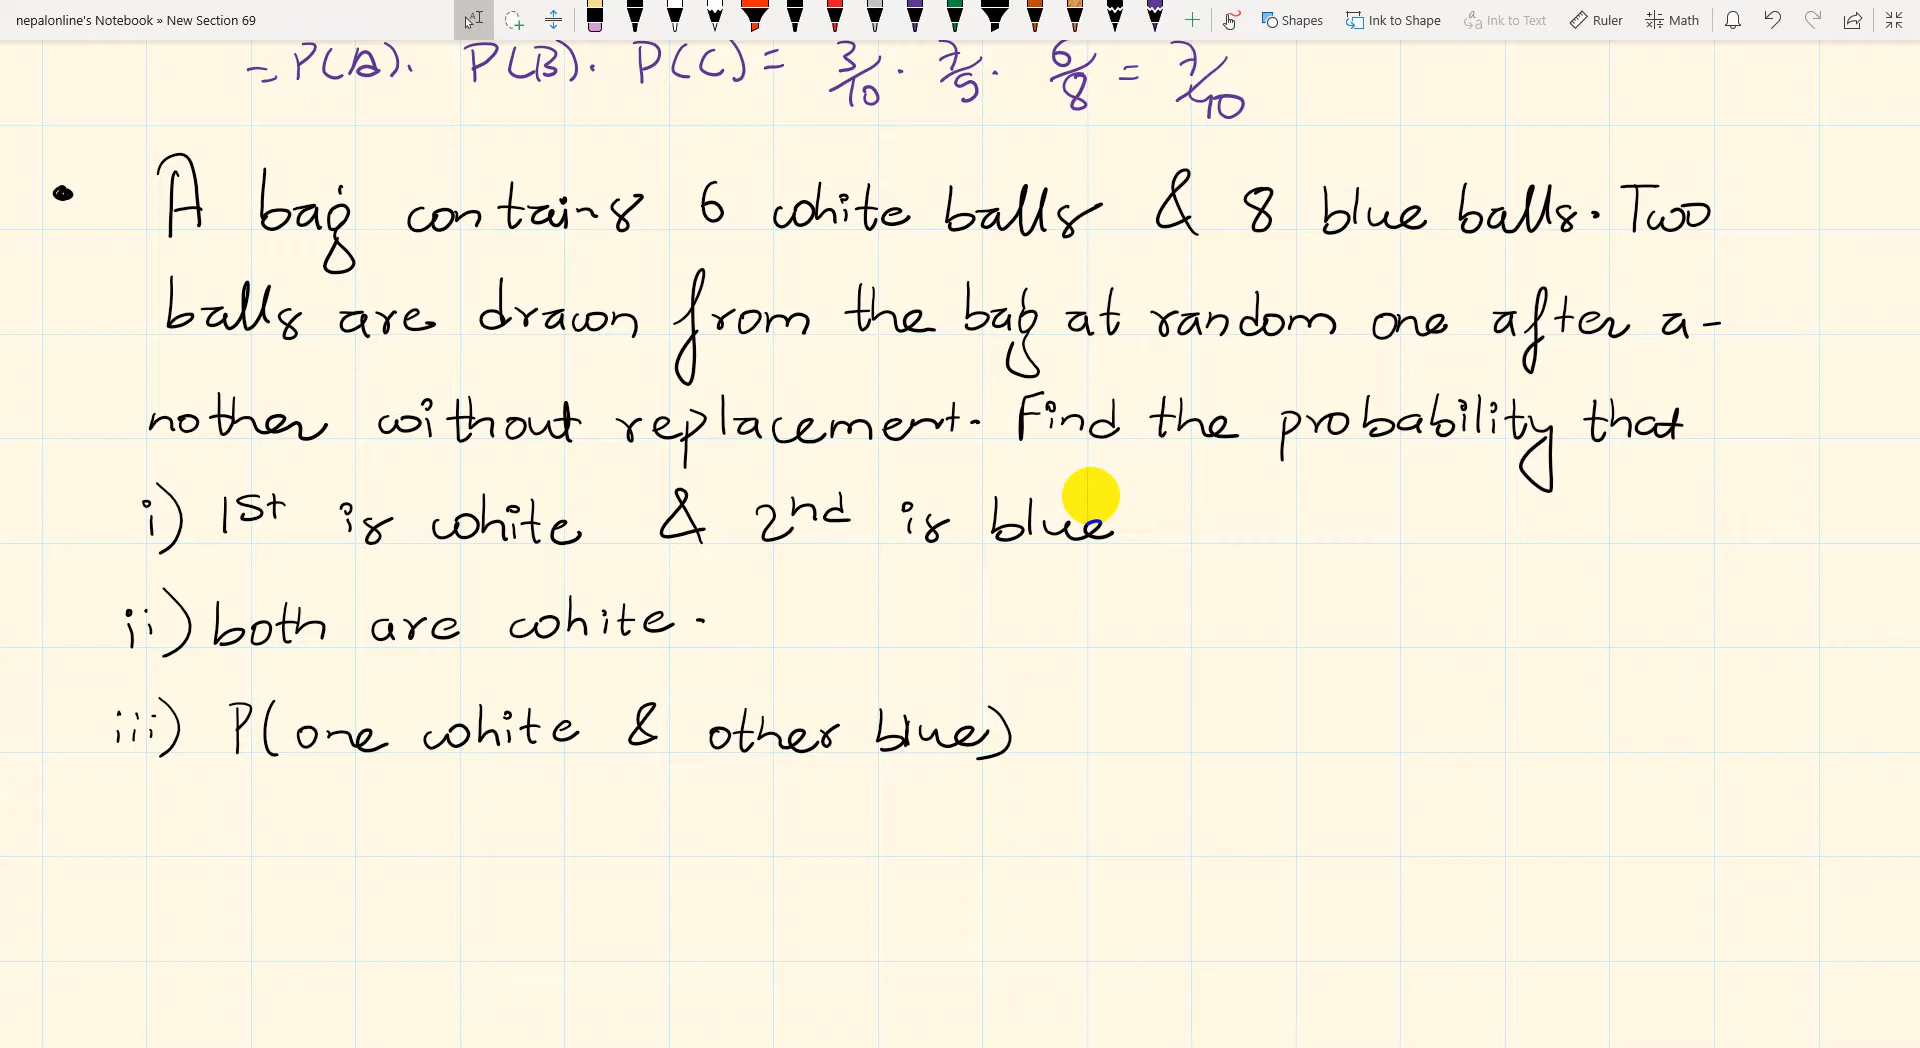 nepalonline's Notebook » New Section 69
Shapes Ink to Shape Ink to Text Ruler Math
= P(A). P(B). P(C) = 3/10 . 7/9 . 6/8 = 7/40
• A bag contains 6 white balls & 8 blue balls. Two
balls are drawn from the bag at random one after a-
nother without replacement. Find the probability that
i) 1st is white & 2nd is blue
ii) both are white.
iii) P(one white & other blue)